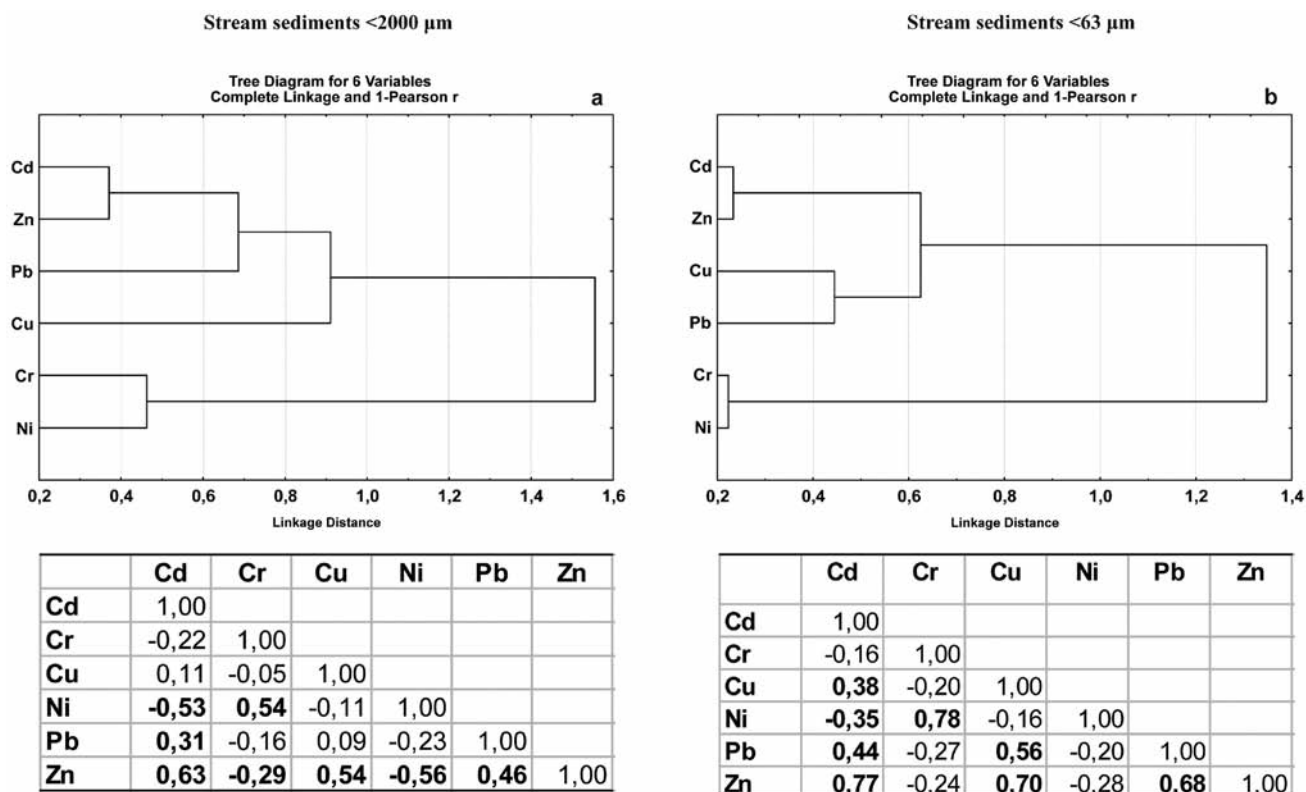 Stream sediments <2000 µm
Tree Diagram for 6 Variables
Complete Linkage and 1-Pearson r
a
Cd
Zn
Pb
Cu
Cr
Ni
0,2 0,4 0,6 0,8 1,0 1,2 1,4 1,6
Linkage Distance
Cd Cr Cu Ni Pb Zn
Cd 1,00
Cr -0,22 1,00
Cu 0,11 -0,05 1,00
Ni -0,53 0,54 -0,11 1,00
Pb 0,31 -0,16 0,09 -0,23 1,00
Zn 0,63 -0,29 0,54 -0,56 0,46 1,00
Stream sediments <63 µm
Tree Diagram for 6 Variables
Complete Linkage and 1-Pearson r
b
Cd
Zn
Cu
Pb
Cr
Ni
0,2 0,4 0,6 0,8 1,0 1,2 1,4
Linkage Distance
Cd Cr Cu Ni Pb Zn
Cd 1,00
Cr -0,16 1,00
Cu 0,38 -0,20 1,00
Ni -0,35 0,78 -0,16 1,00
Pb 0,44 -0,27 0,56 -0,20 1,00
Zn 0,77 -0,24 0,70 -0,28 0,68 1,00